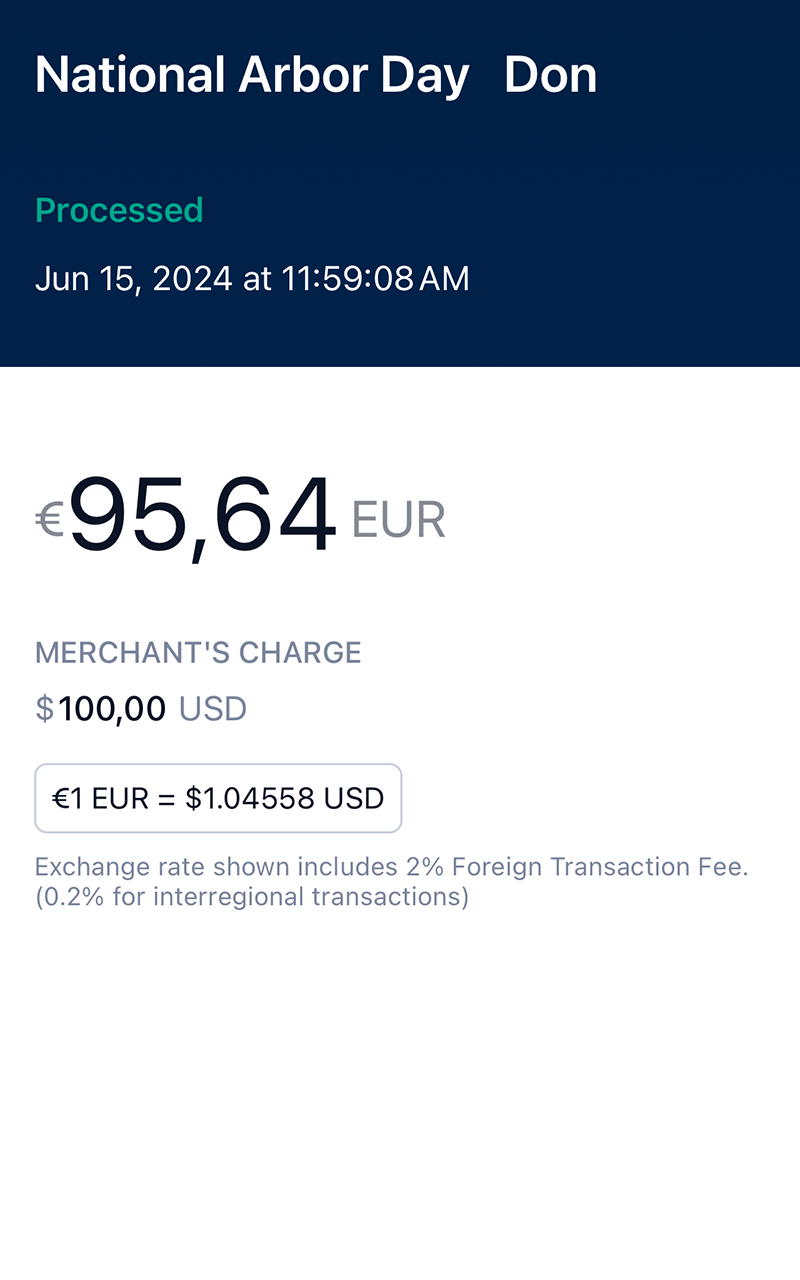 National Arbor Day Don
Processed
Jun 15, 2024 at 11:59:08 AM
€95,64 EUR
MERCHANT'S CHARGE
$100,00 USD
€1 EUR = $1.04558 USD
Exchange rate shown includes 2% Foreign Transaction Fee.
(0.2% for interregional transactions)